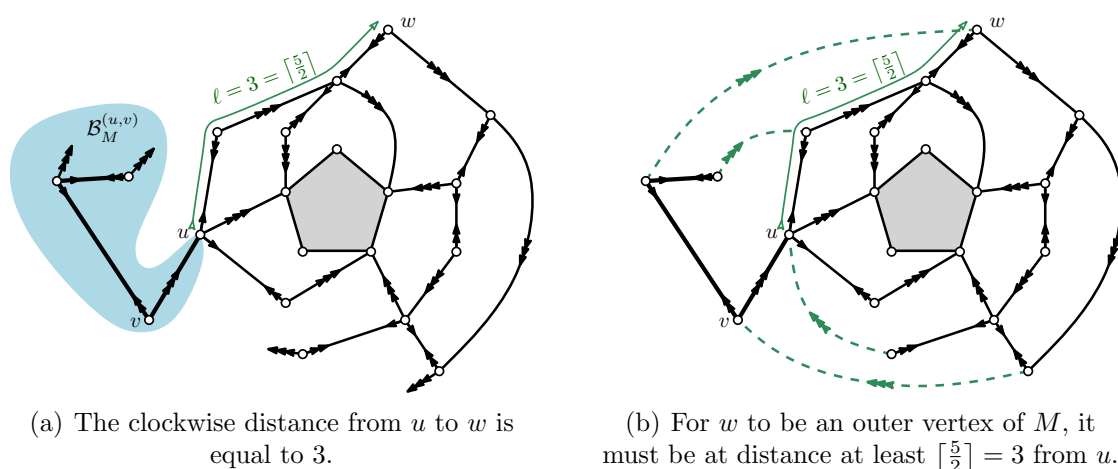 w
ℓ = 3 = ⌈5/2⌉
B_M^{(u,v)}
u
v
(a) The clockwise distance from u to w is
equal to 3.
w
ℓ = 3 = ⌈5/2⌉
u
v
(b) For w to be an outer vertex of M, it
must be at distance at least ⌈5/2⌉ = 3 from u.